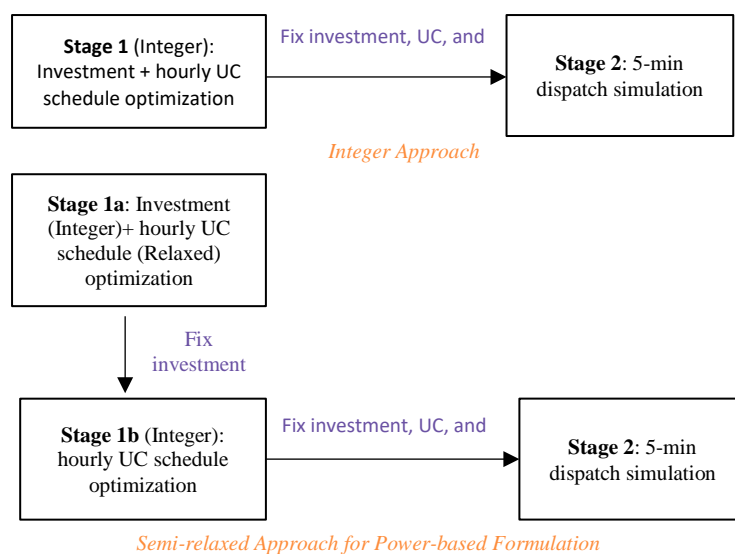 Stage 1 (Integer):
Investment + hourly UC
schedule optimization
Fix investment, UC, and
Stage 2: 5-min
dispatch simulation
Integer Approach
Stage 1a: Investment
(Integer)+ hourly UC
schedule (Relaxed)
optimization
Fix
investment
Stage 1b (Integer):
hourly UC schedule
optimization
Fix investment, UC, and
Stage 2: 5-min
dispatch simulation
Semi-relaxed Approach for Power-based Formulation